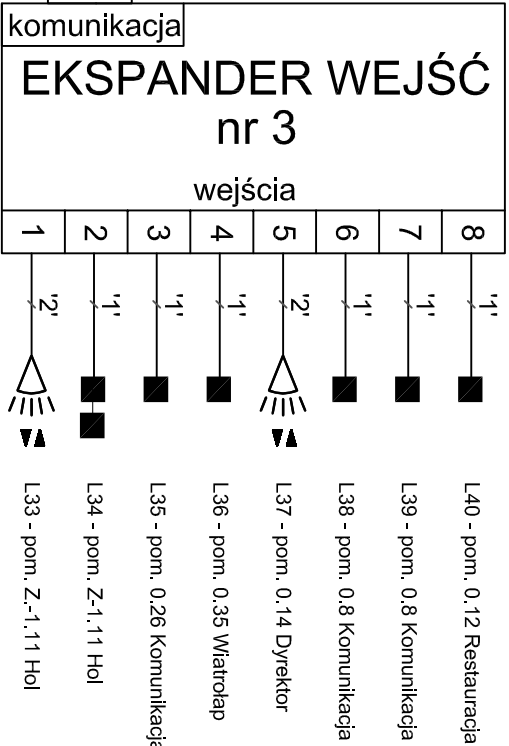 komunikacja
EKSPANDER WEJŚĆ
nr 3
wejścia
1 2 3 4 5 6 7 8
'2' '1' '1' '1' '2' '1' '1' '1'
L33 - pom. Z.-1.11 Hol
L34 - pom. Z-1.11 Hol
L35 - pom. 0.26 Komunikacja
L36 - pom. 0.35 Wiatrołap
L37 - pom. 0.14 Dyrektor
L38 - pom. 0.8 Komunikacja
L39 - pom. 0.8 Komunikacja
L40 - pom. 0.12 Restauracja